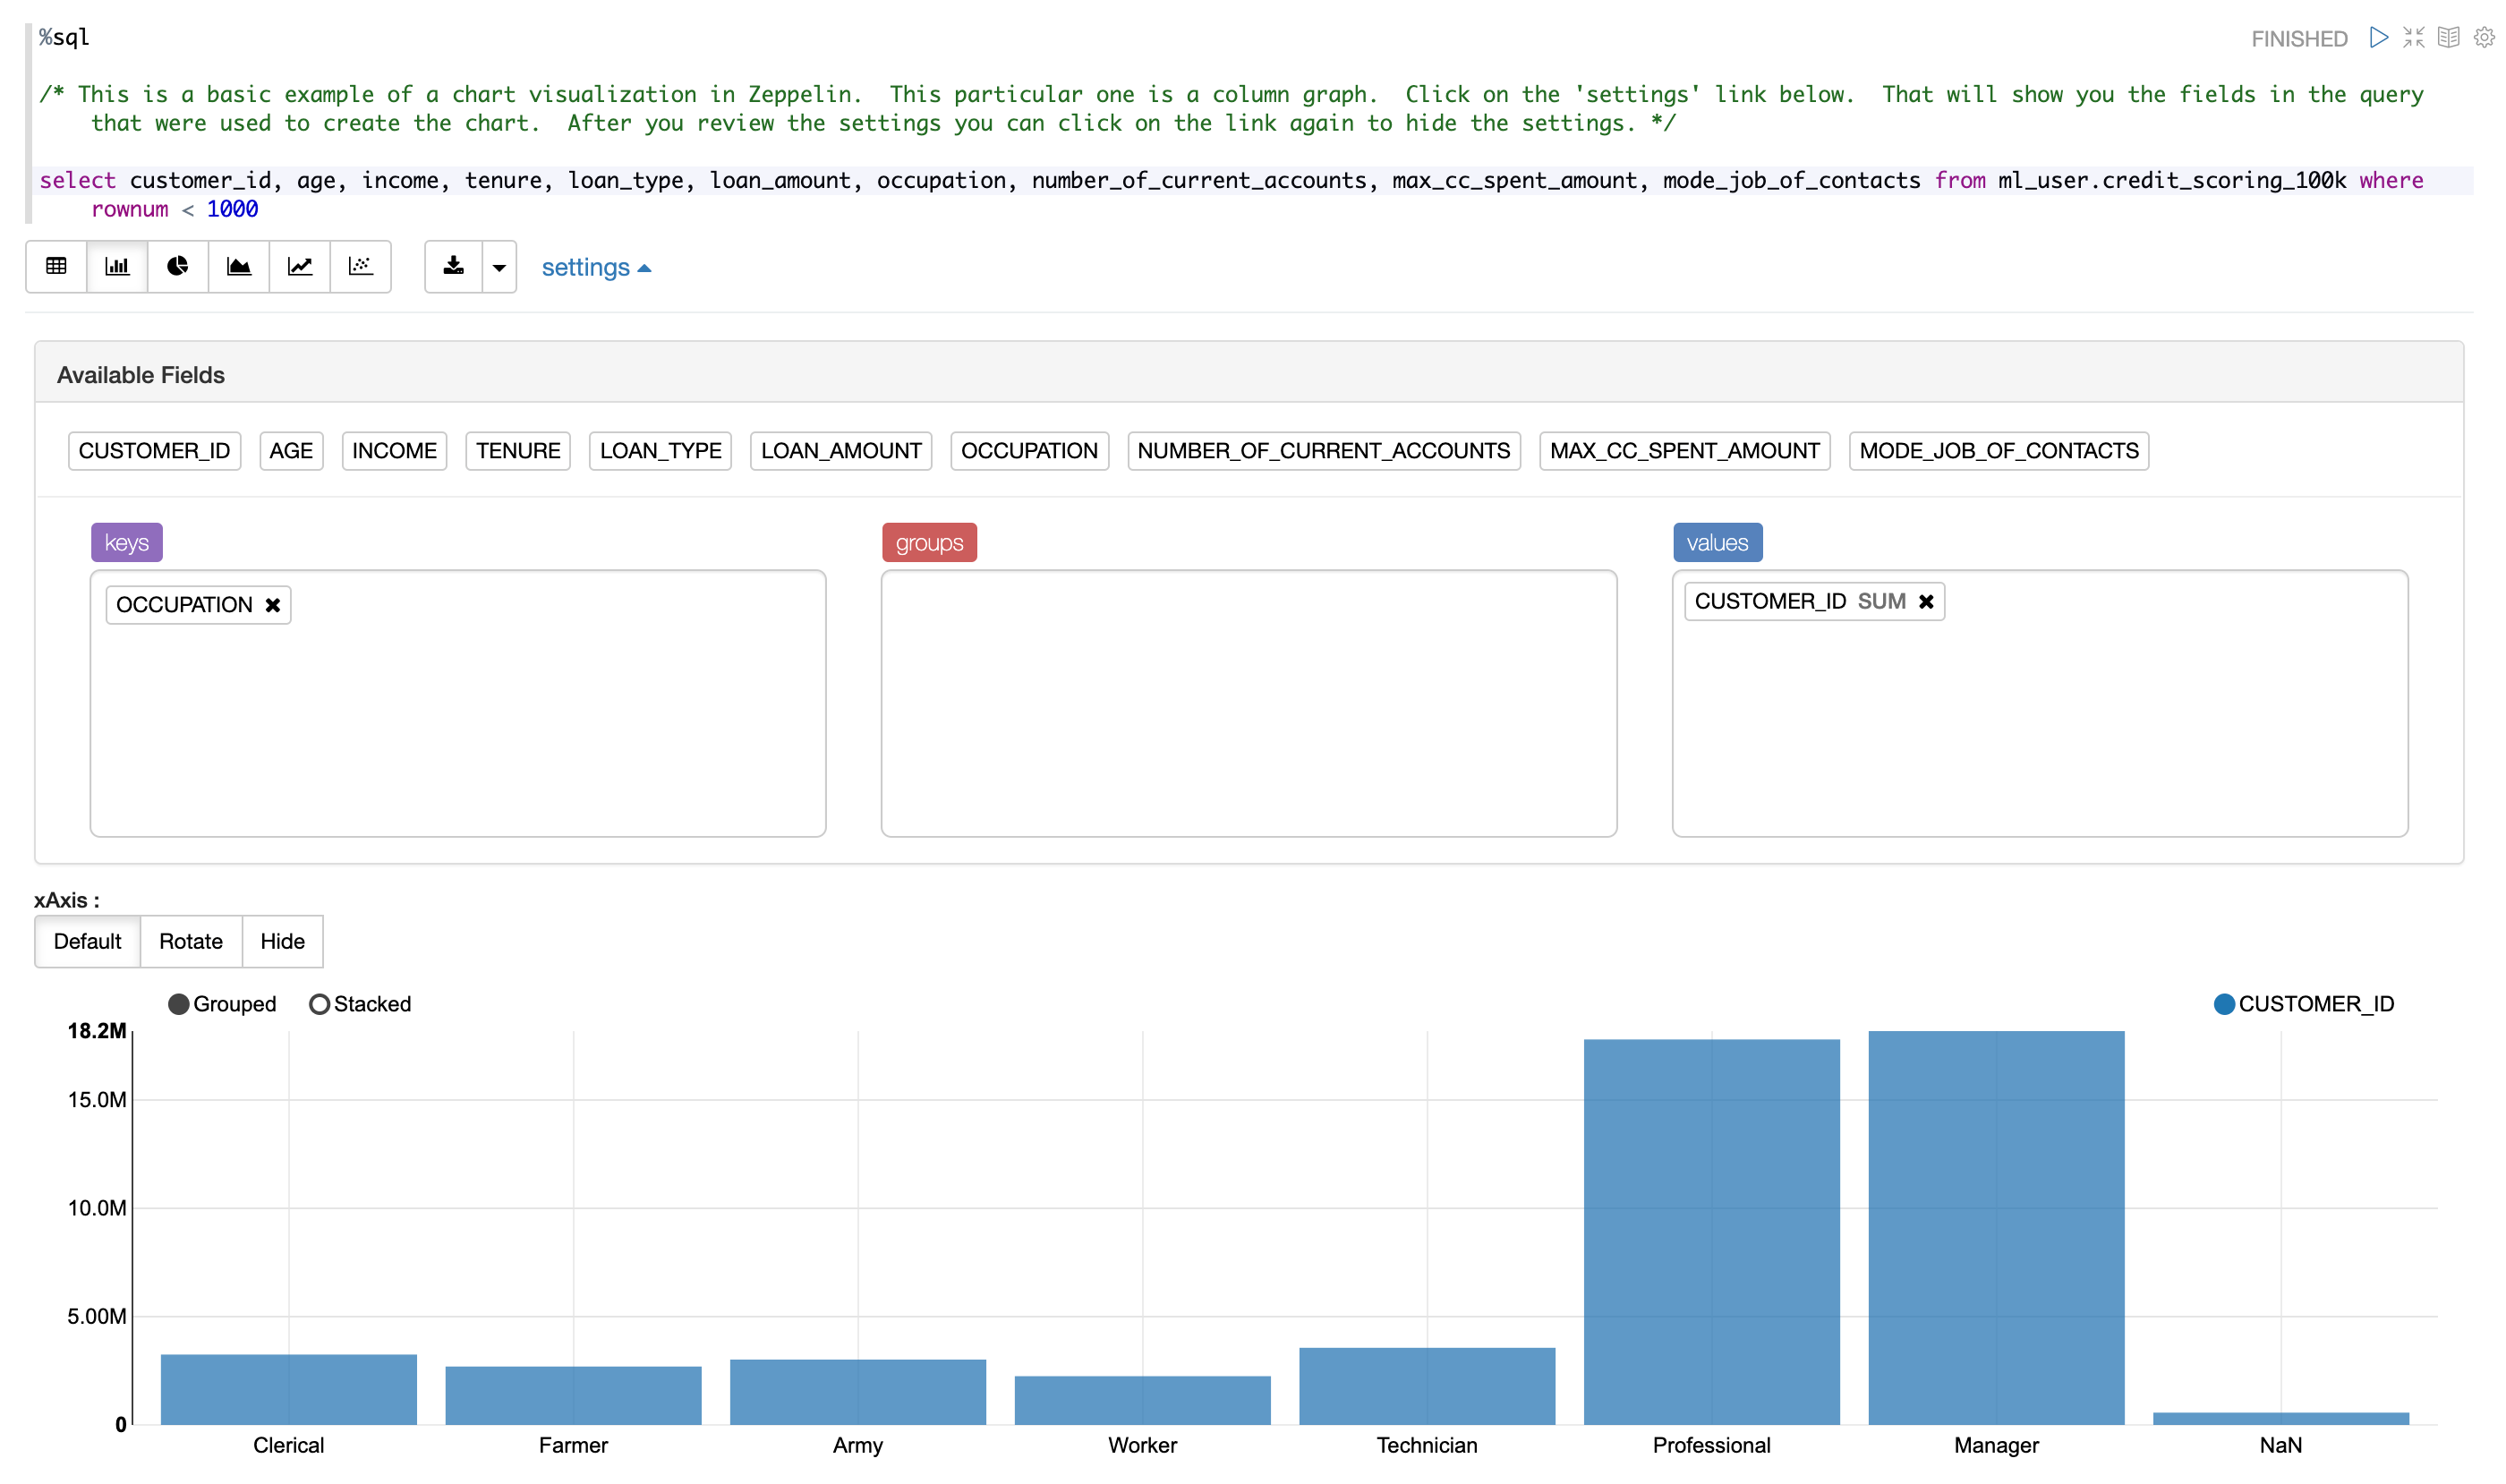 %sql
FINISHED
/* This is a basic example of a chart visualization in Zeppelin.  This particular one is a column graph.  Click on the 'settings' link below.  That will show you the fields in the query
that were used to create the chart.  After you review the settings you can click on the link again to hide the settings. */
select customer_id, age, income, tenure, loan_type, loan_amount, occupation, number_of_current_accounts, max_cc_spent_amount, mode_job_of_contacts from ml_user.credit_scoring_100k where
rownum < 1000
settings
Available Fields
CUSTOMER_ID AGE INCOME TENURE LOAN_TYPE LOAN_AMOUNT OCCUPATION NUMBER_OF_CURRENT_ACCOUNTS MAX_CC_SPENT_AMOUNT MODE_JOB_OF_CONTACTS
keys groups values
OCCUPATION CUSTOMER_ID SUM
xAxis :
Default Rotate Hide
Grouped Stacked CUSTOMER_ID
18.2M
15.0M
10.0M
5.00M
0
Clerical Farmer Army Worker Technician Professional Manager NaN